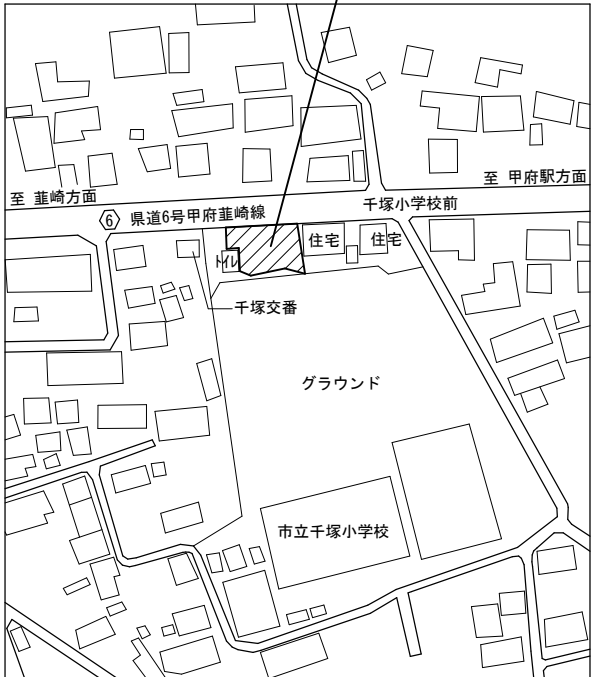 至 韮崎方面
至 甲府駅方面
6 県道6号甲府韮崎線
千塚小学校前
トイレ
住宅
住宅
千塚交番
グラウンド
市立千塚小学校